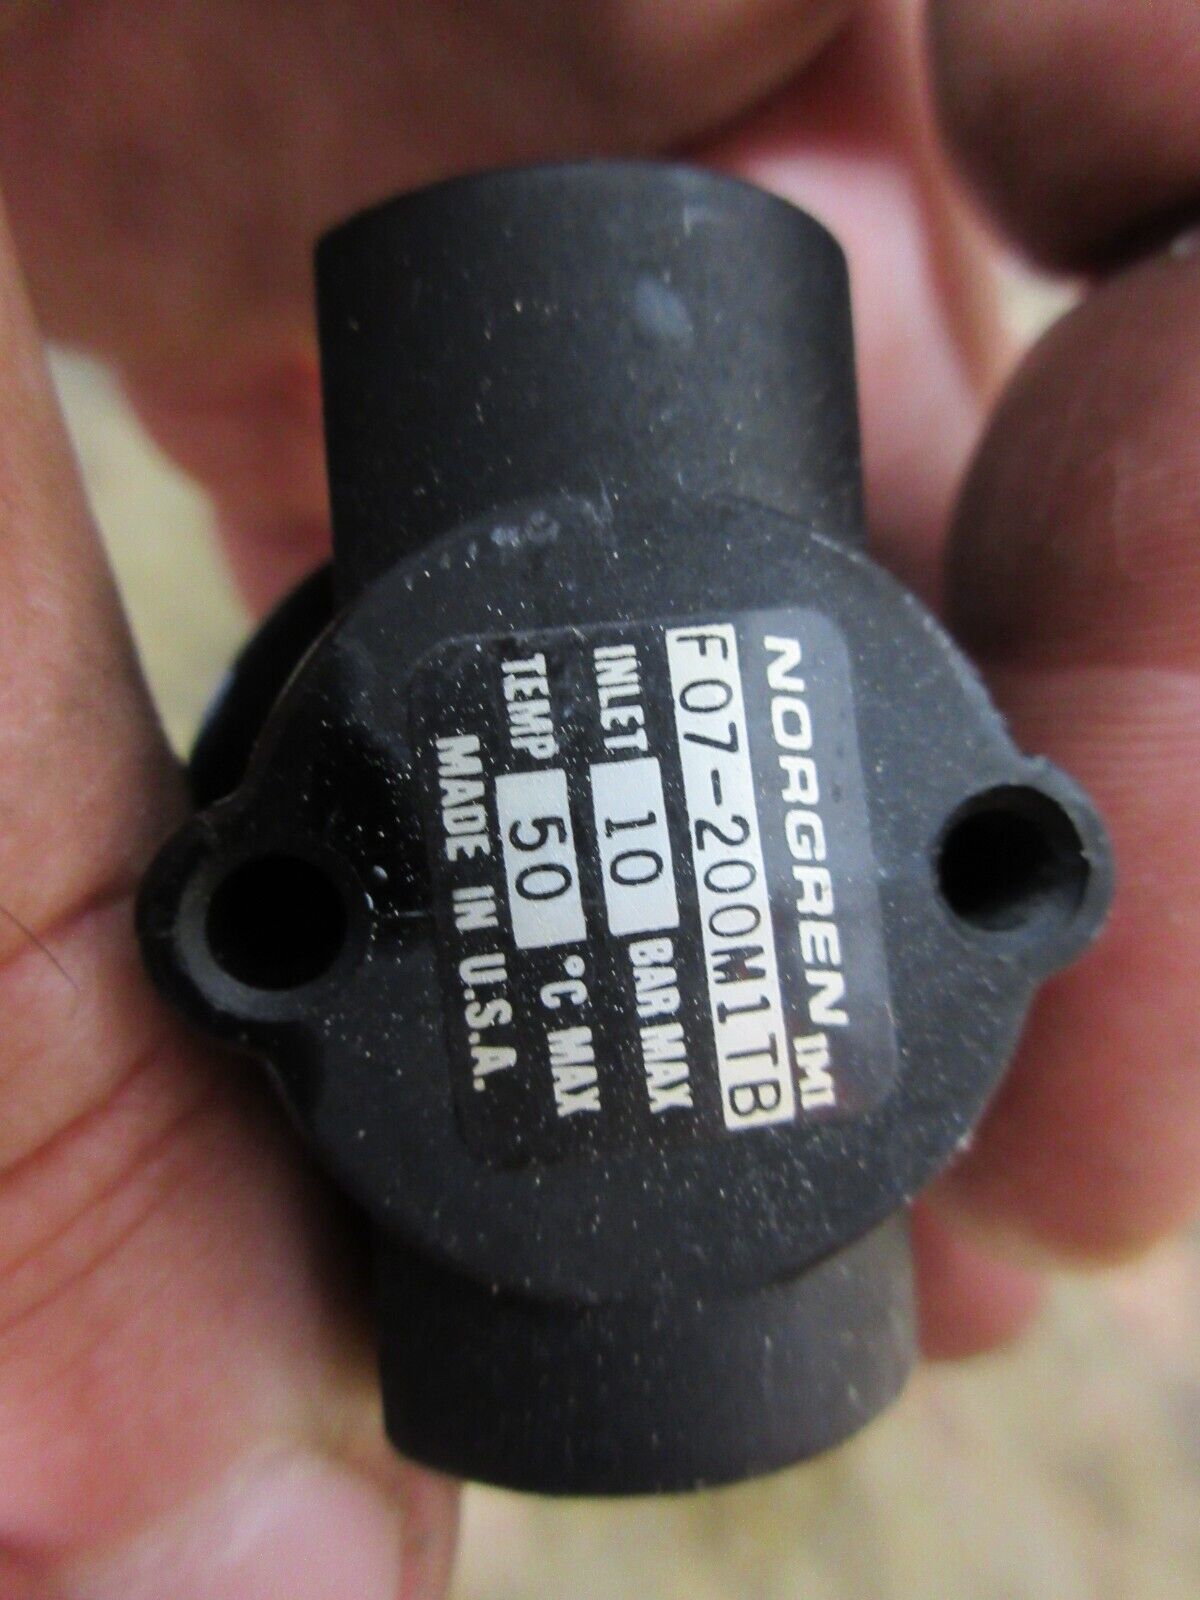 NORGREN IMI
F07-200M1TB
INLET 10 BAR MAX
TEMP 50 °C MAX
MADE IN U.S.A.